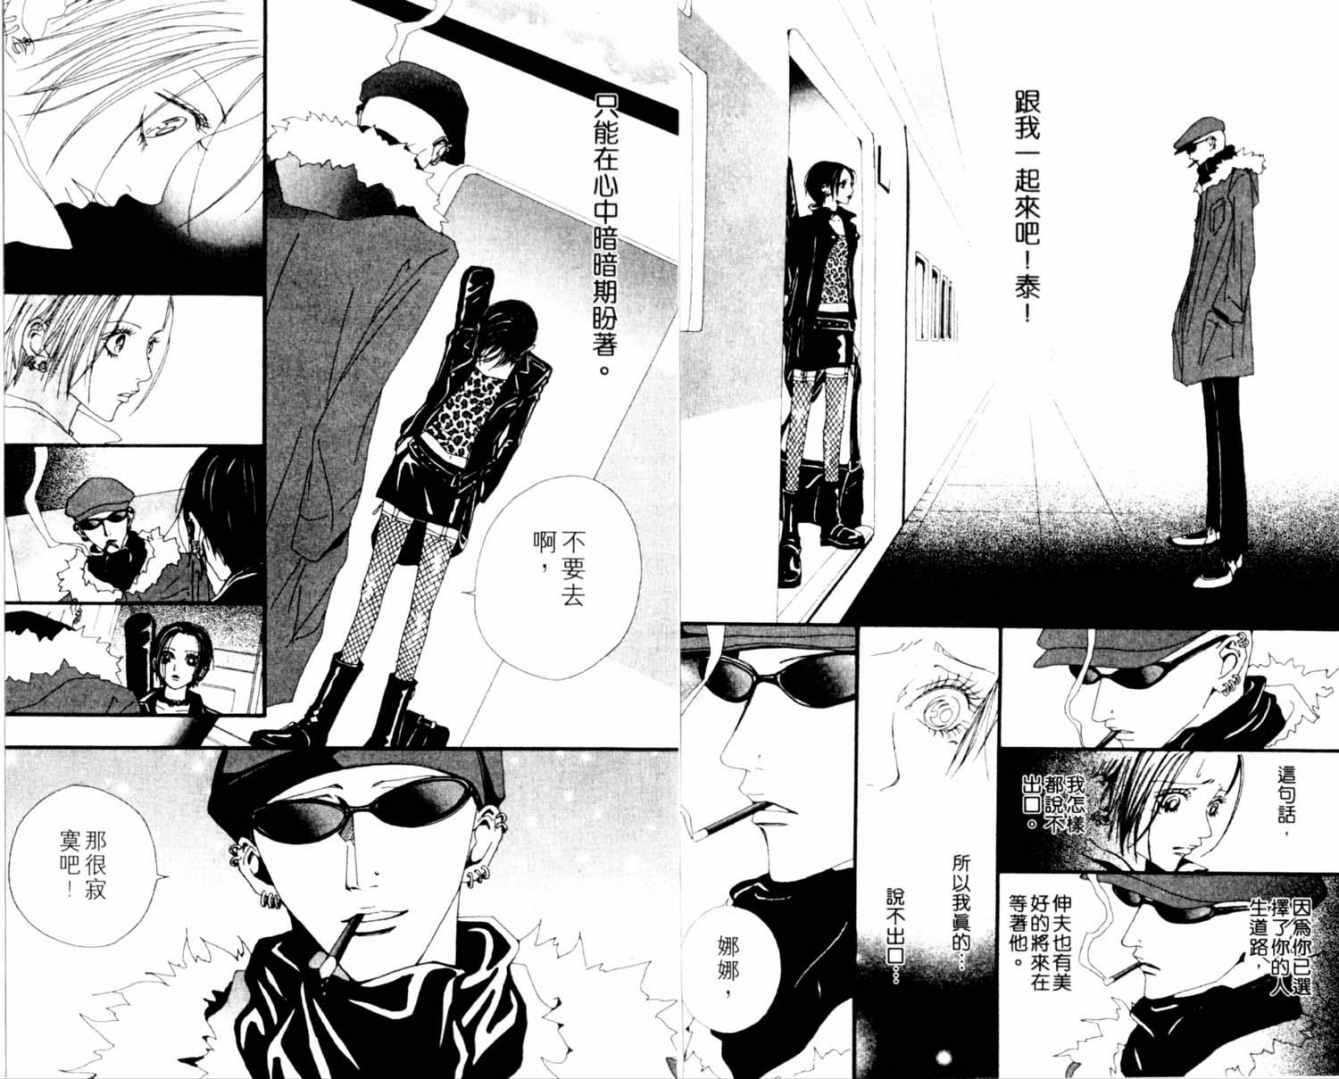 跟我一起來吧！泰！
這句話，
我怎樣
都說不
出口。
因為你已選
擇了你的人
生道路，
伸夫也有美
好的將來在
等著他。
所以我真的…
說不出口…
娜娜，
只能在心中暗暗期盼著。
不要去
啊，
那很寂
寞吧！